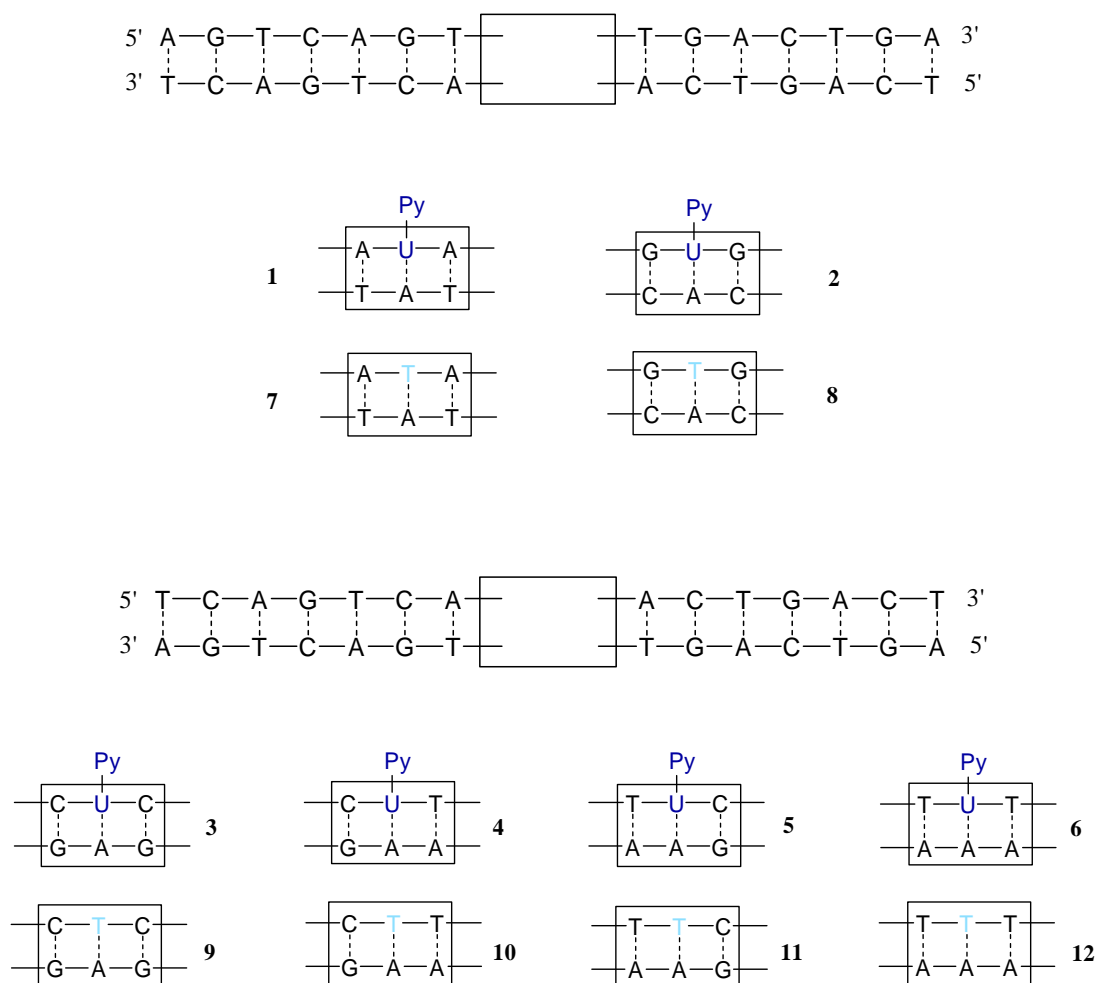 5' A G T C A G T T G A C T G A 3'
3' T C A G T C A A C T G A C T 5'
Py Py
A U A G U G
1 2
T A T C A C
A T A G T G
7 8
T A T C A C
5' T C A G T C A A C T G A C T 3'
3' A G T C A G T T G A C T G A 5'
Py Py Py Py
C U C C U T T U C T U T
3 4 5 6
G A G G A A A A G A A A
C T C C T T T T C T T T
9 10 11 12
G A G G A A A A G A A A